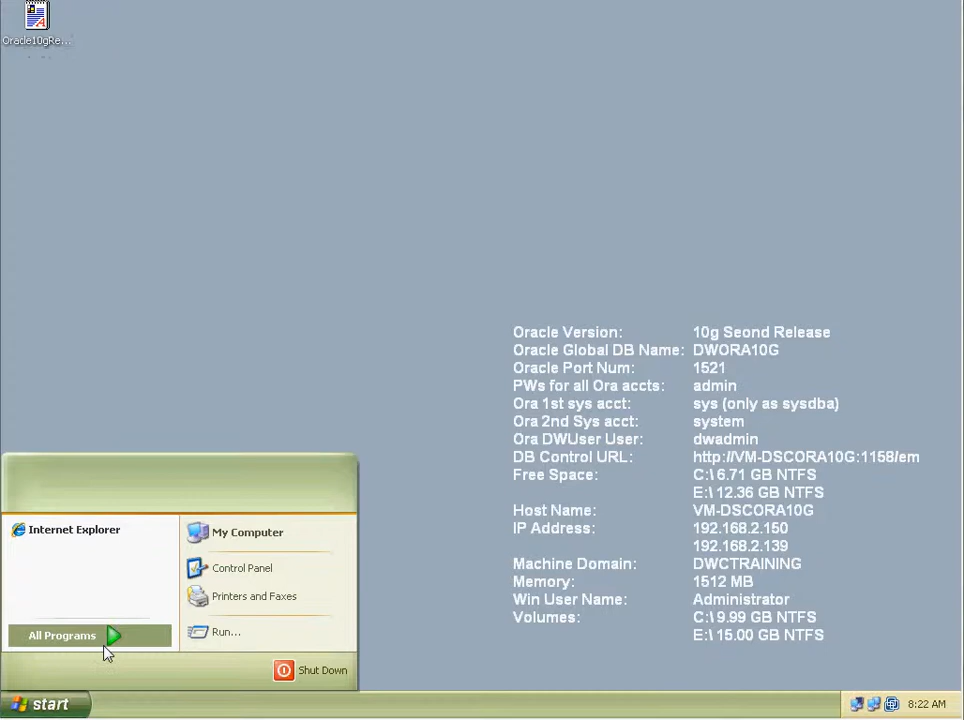 Oracle10gRe...
Oracle Version: 10g Seond Release
Oracle Global DB Name: DWORA10G
Oracle Port Num: 1521
PWs for all Ora accts: admin
Ora 1st sys acct: sys (only as sysdba)
Ora 2nd Sys acct: system
Ora DWUser User: dwadmin
DB Control URL: http://VM-DSCORA10G:1158/em
Free Space: C:\ 6.71 GB NTFS
E:\ 12.36 GB NTFS
Host Name: VM-DSCORA10G
IP Address: 192.168.2.150
192.168.2.139
Machine Domain: DWCTRAINING
Memory: 1512 MB
Win User Name: Administrator
Volumes: C:\ 9.99 GB NTFS
E:\ 15.00 GB NTFS
Internet Explorer
My Computer
Control Panel
Printers and Faxes
All Programs
Run...
Shut Down
start
8:22 AM